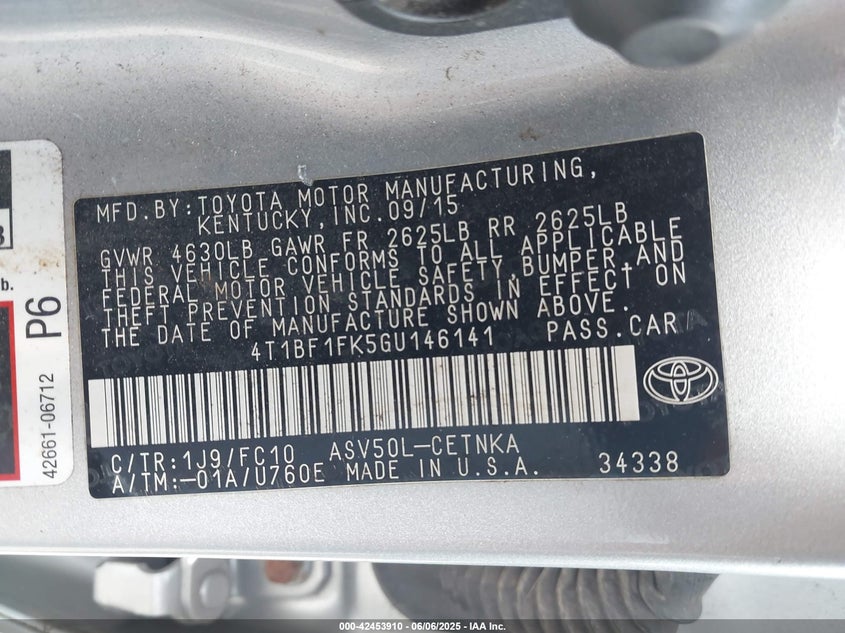 MFD.BY:TOYOTA MOTOR MANUFACTURING,
KENTUCKY,INC.09/15
GVWR 4630LB GAWR FR 2625LB RR 2625LB
THIS VEHICLE CONFORMS TO ALL APPLICABLE
FEDERAL MOTOR VEHICLE SAFETY,BUMPER,AND
THEFT PREVENTION STANDARDS IN EFFECT ON
THE DATE OF MANUFACTURE SHOWN ABOVE.
4T1BF1FK5GU146141 PASS.CAR
C/TR:1J9/FC10 ASV50L-CETNKA
A/TM:-01A/U760E MADE IN U.S.A. 34338
b.
P6
42661-06712
000-42453910 - 06/06/2025 - IAA Inc.